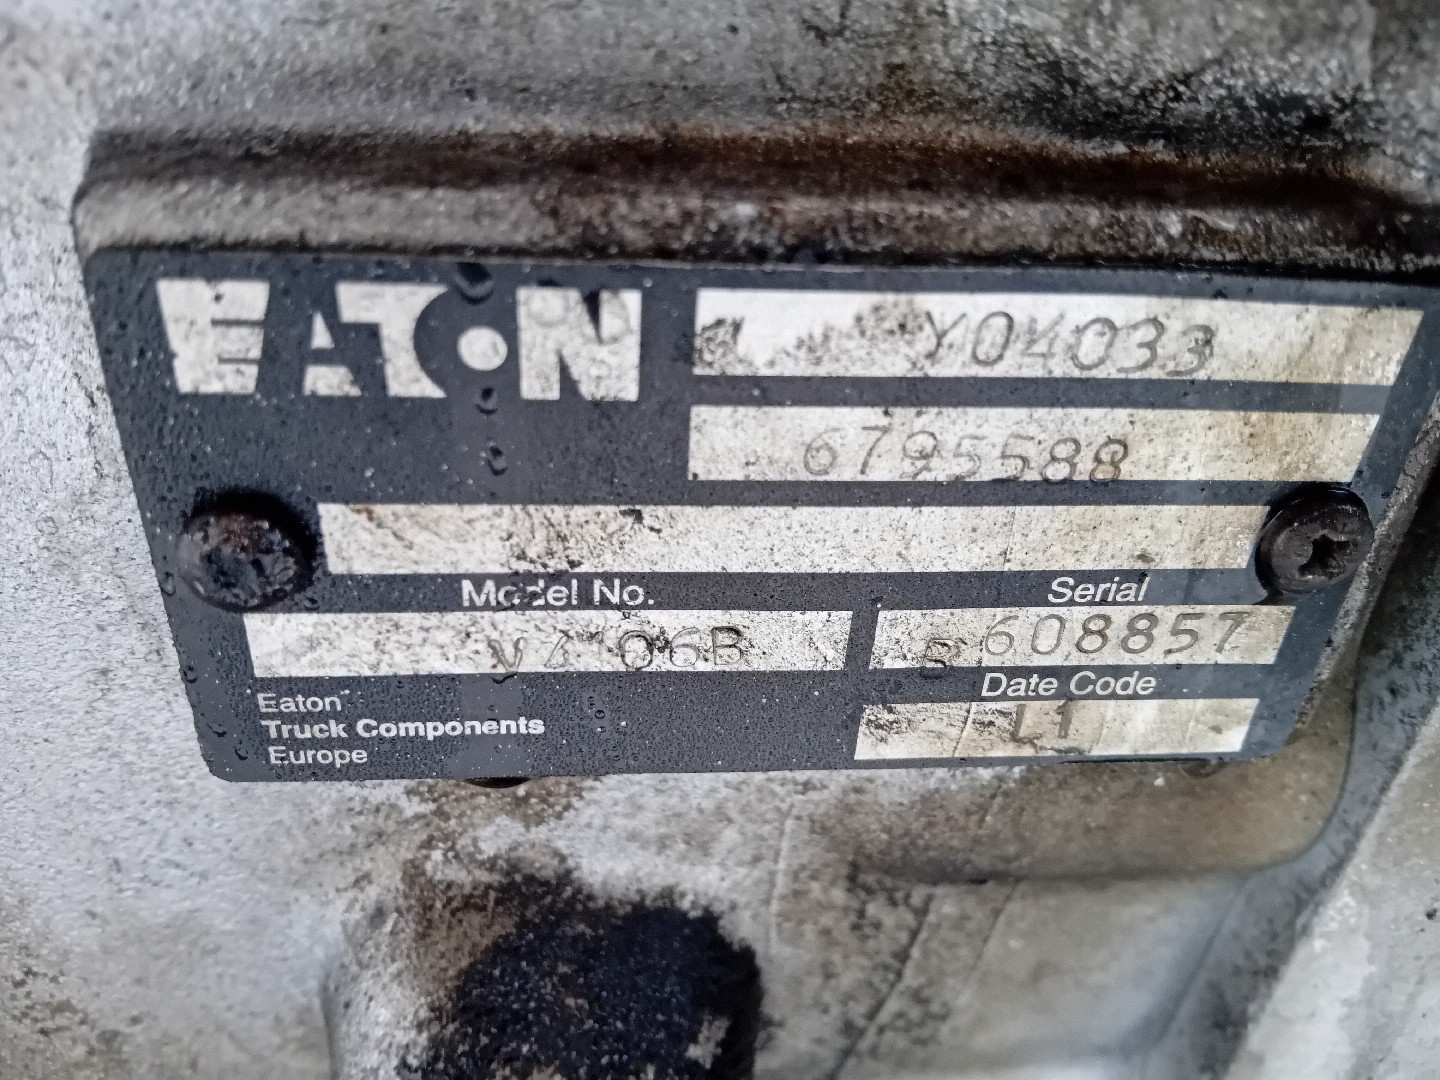 EATON
Y04033
6795588
Model No.
Serial
V4106B
B 608857
Date Code
L1
Eaton
Truck Components
Europe